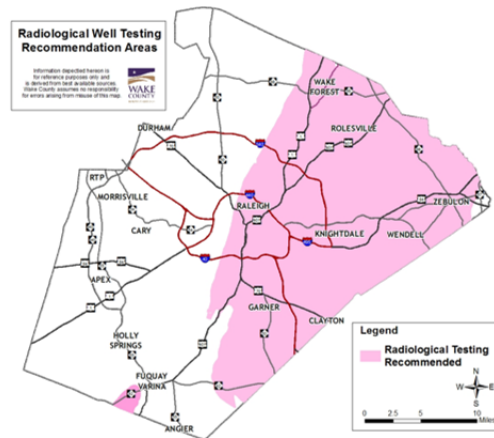 Radiological Well Testing
Recommendation Areas
Information depicted hereon is
for reference purposes only and
is derived from best available sources.
Wake County assumes no responsibility
for errors arising from misuse of this map.
WAKE
COUNTY
WAKE
FOREST
DURHAM
ROLESVILLE
RTP
MORRISVILLE
RALEIGH
ZEBULON
CARY
KNIGHTDALE
WENDELL
APEX
GARNER
CLAYTON
HOLLY
SPRINGS
FUQUAY
VARINA
ANGIER
Legend
Radiological Testing
Recommended
N
W E
S
0 2.5 5 10
Miles